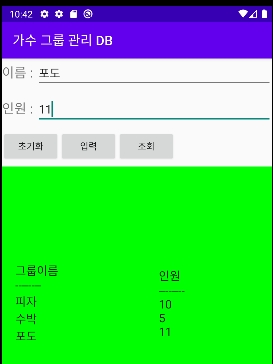 10:42
가수 그룹 관리 DB
이름 : 포도
인원 : 11
초기화 입력 조회
그룹이름 인원
--------- ---------
피자 10
수박 5
포도 11